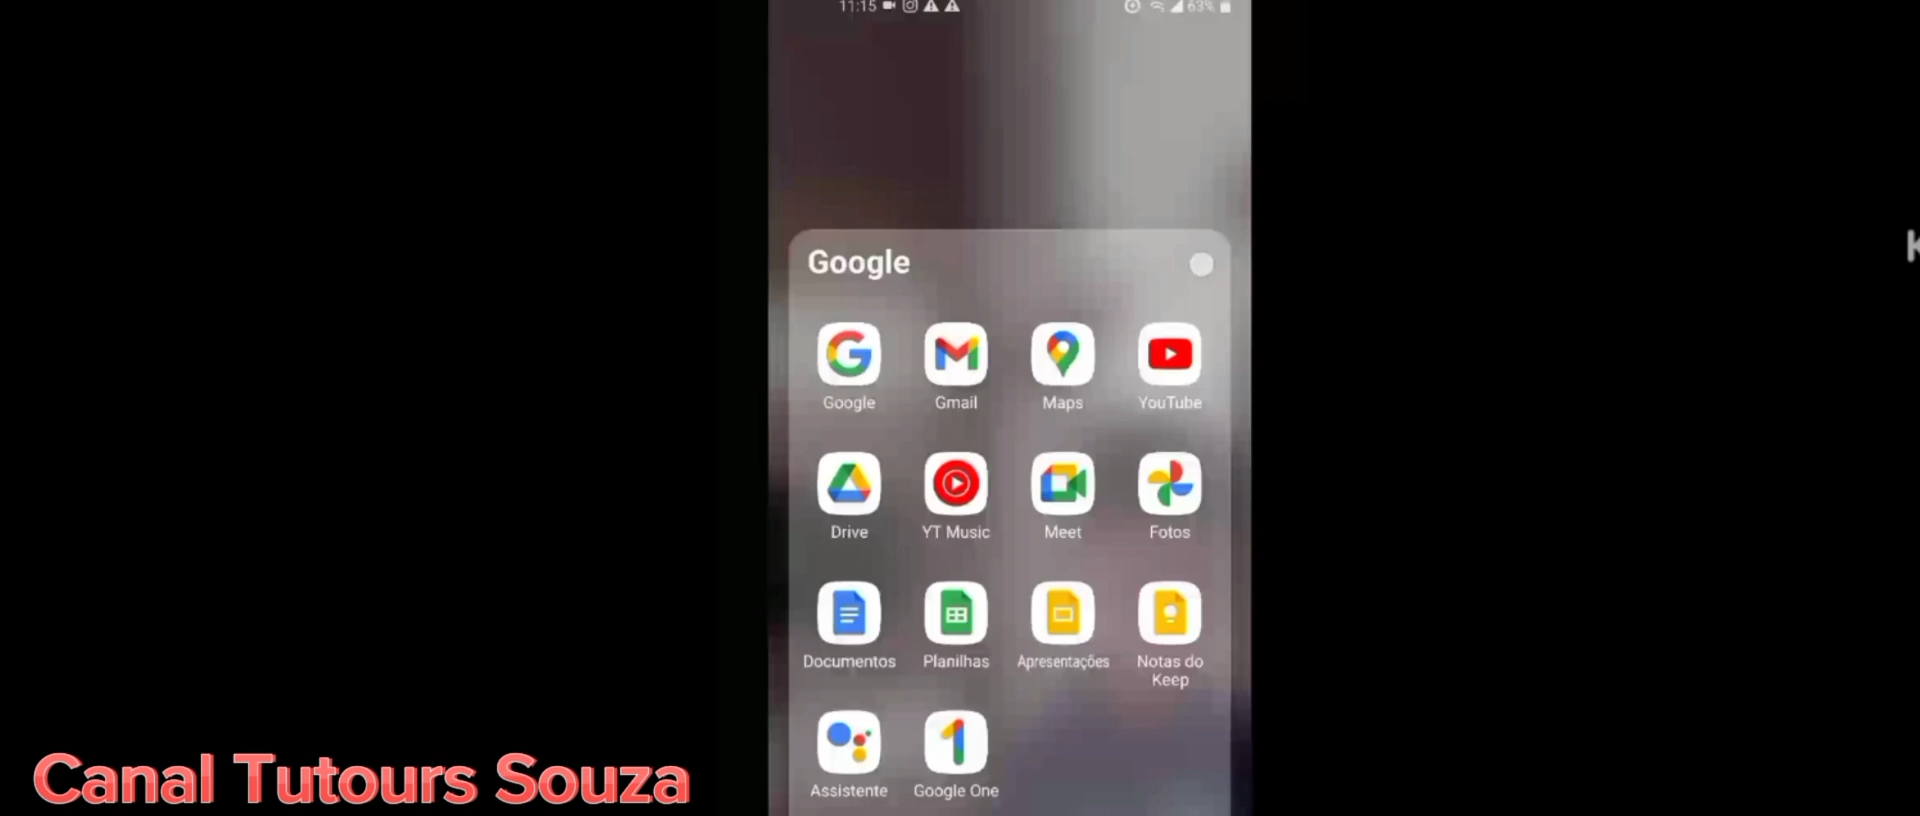 11:15 63%
Google
Google Gmail Maps YouTube
Drive YT Music Meet Fotos
Documentos Planilhas Apresentações Notas do
Keep
Assistente Google One
Canal Tutours Souza